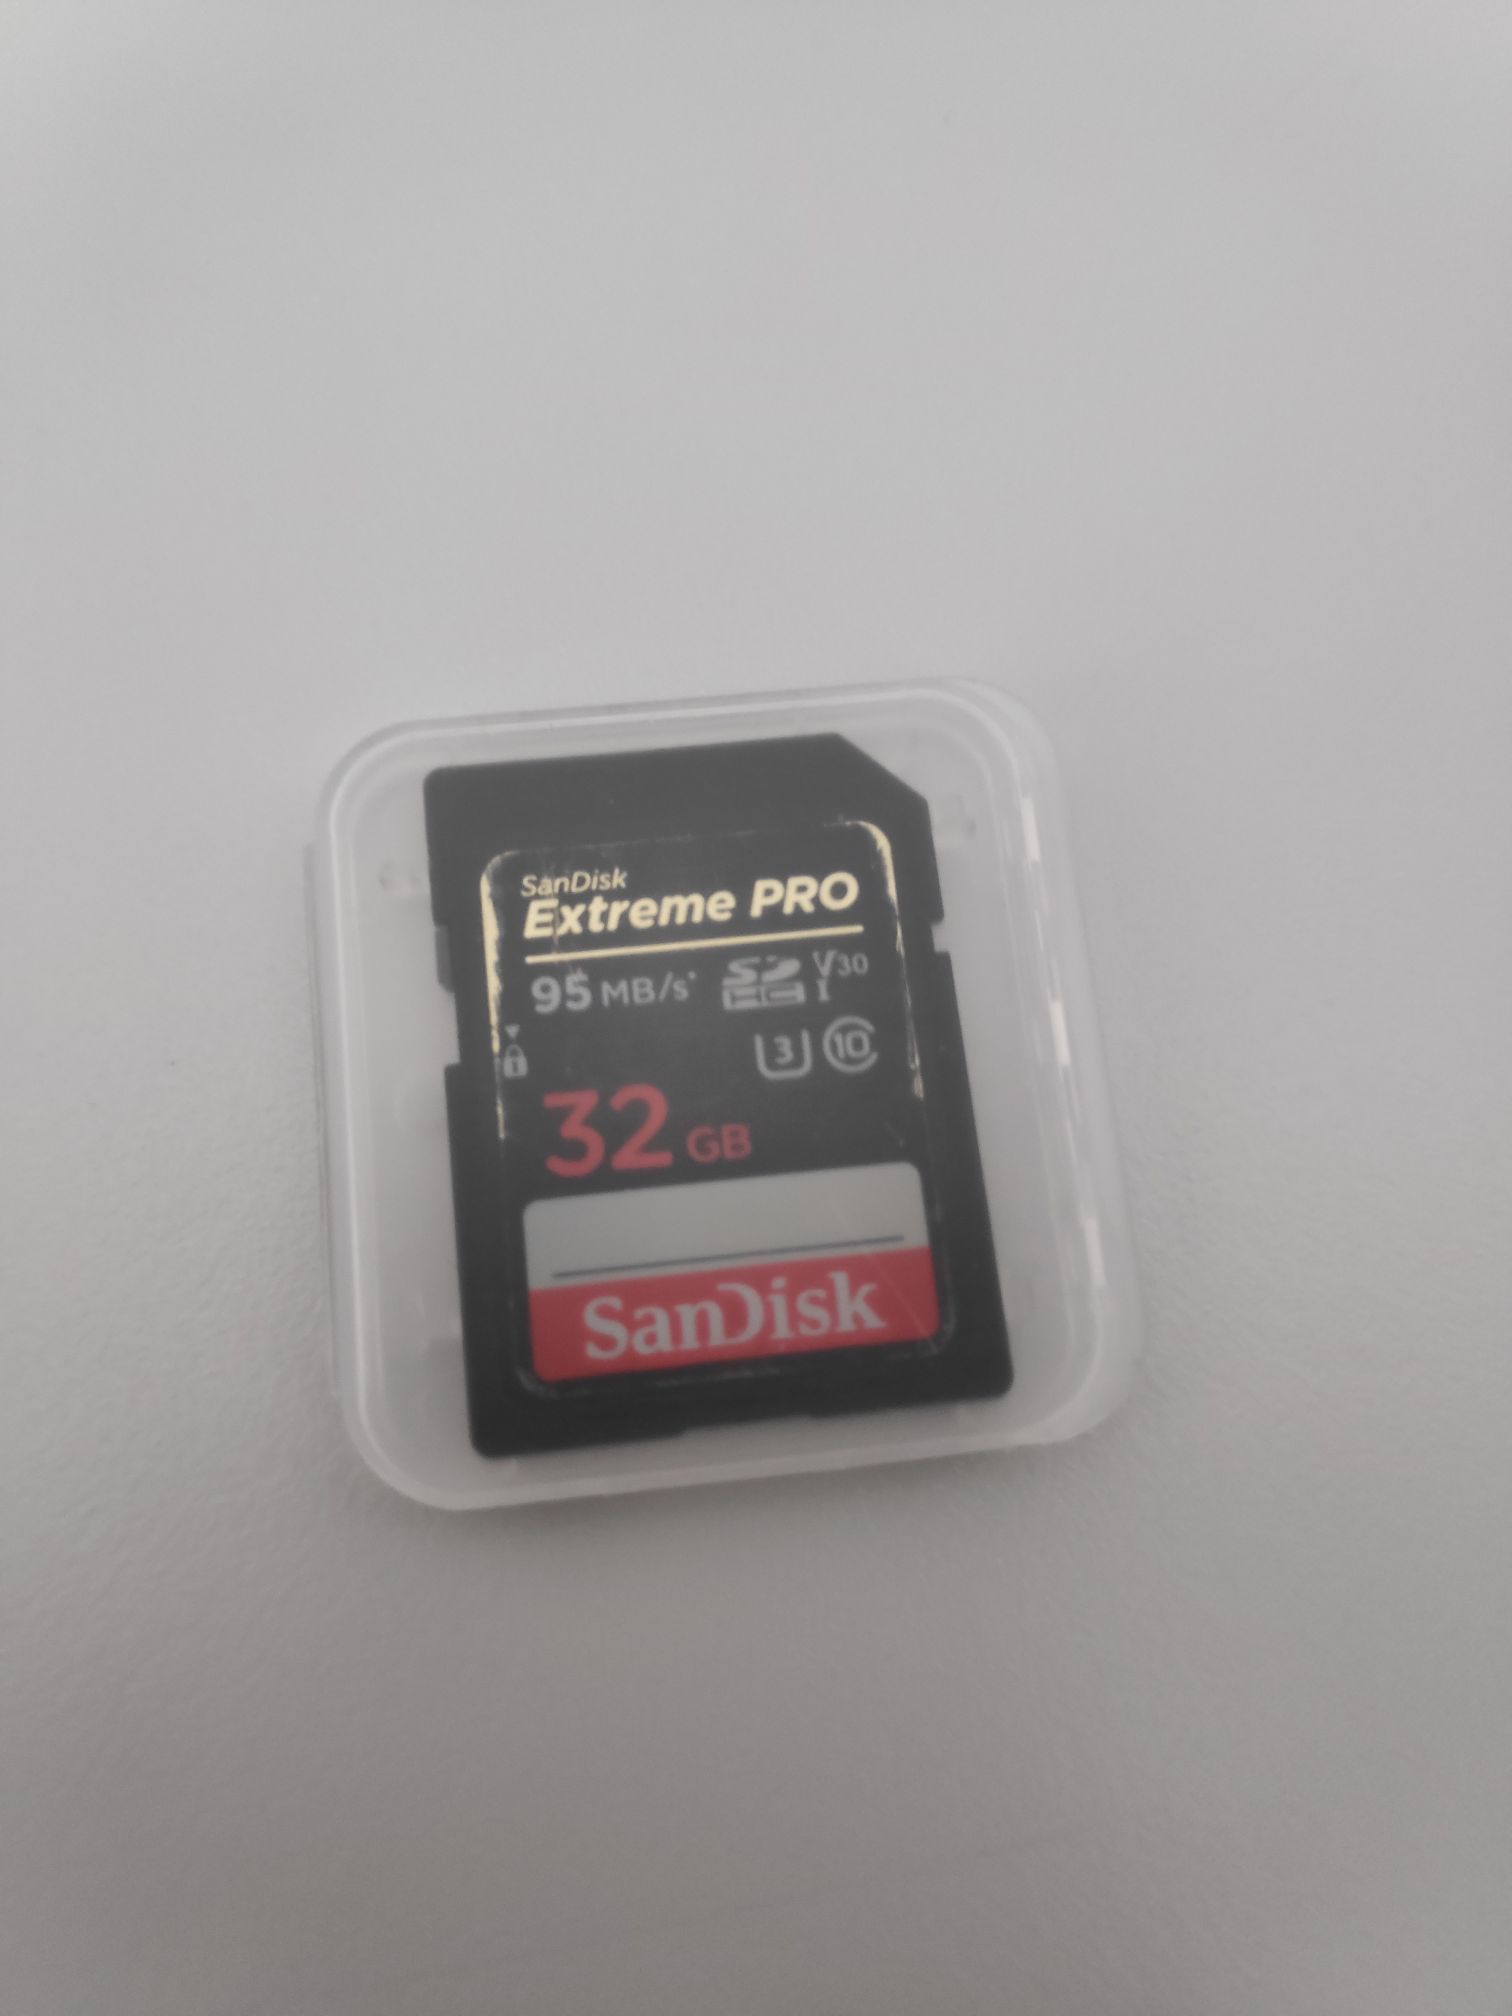 SanDisk
Extreme PRO
95 MB/s* SD HC I V30
3 10
32 GB
SanDisk